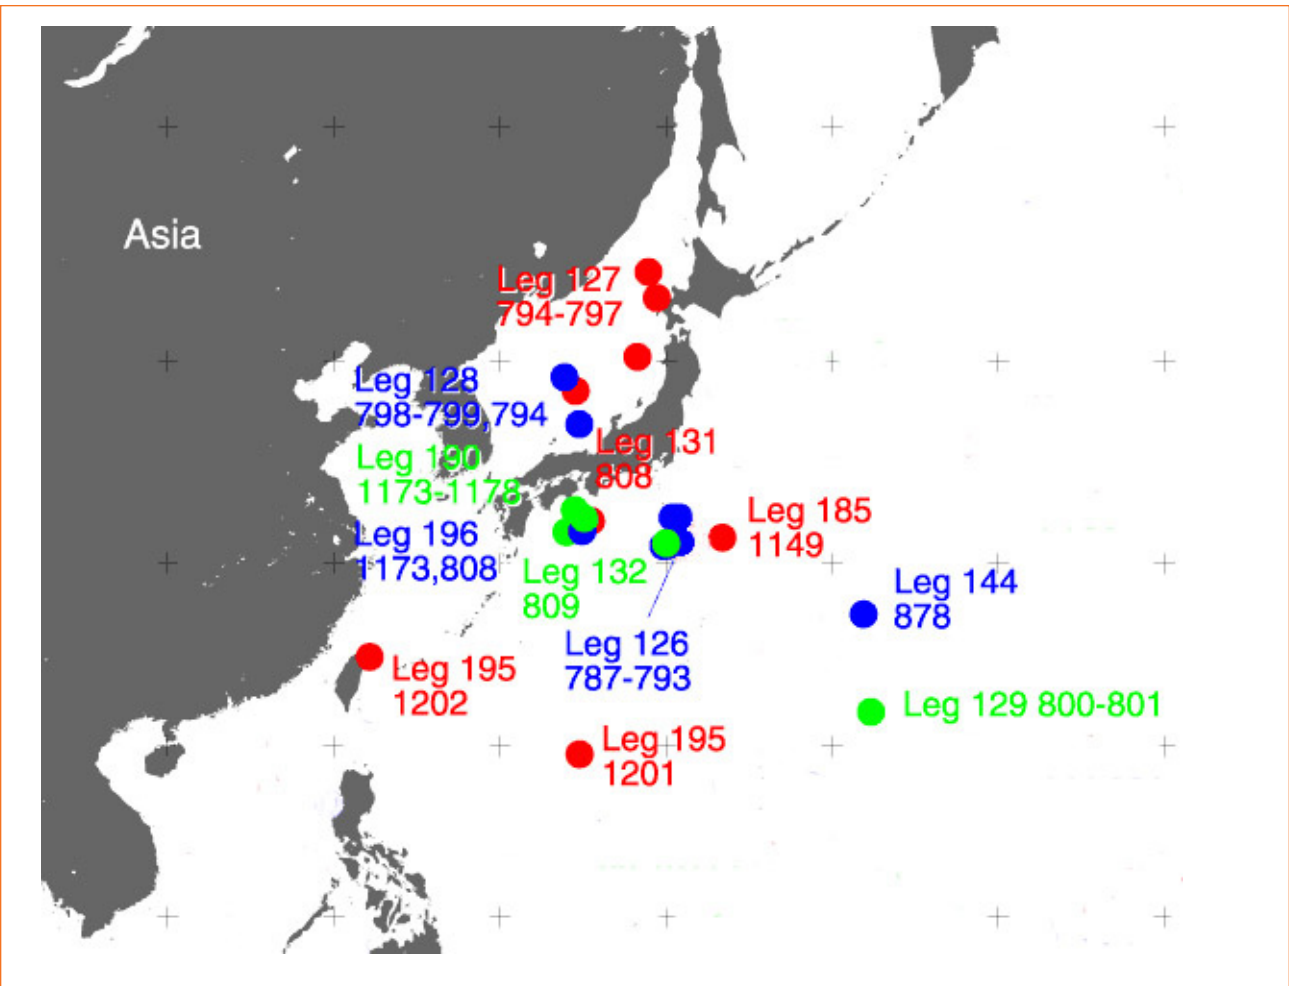 Asia
Leg 127
794-797
Leg 128
798-799,794
Leg 131
808
Leg 190
1173-1178
Leg 196
1173,808
Leg 185
1149
Leg 132
809
Leg 144
878
Leg 126
787-793
Leg 195
1202
Leg 129 800-801
Leg 195
1201